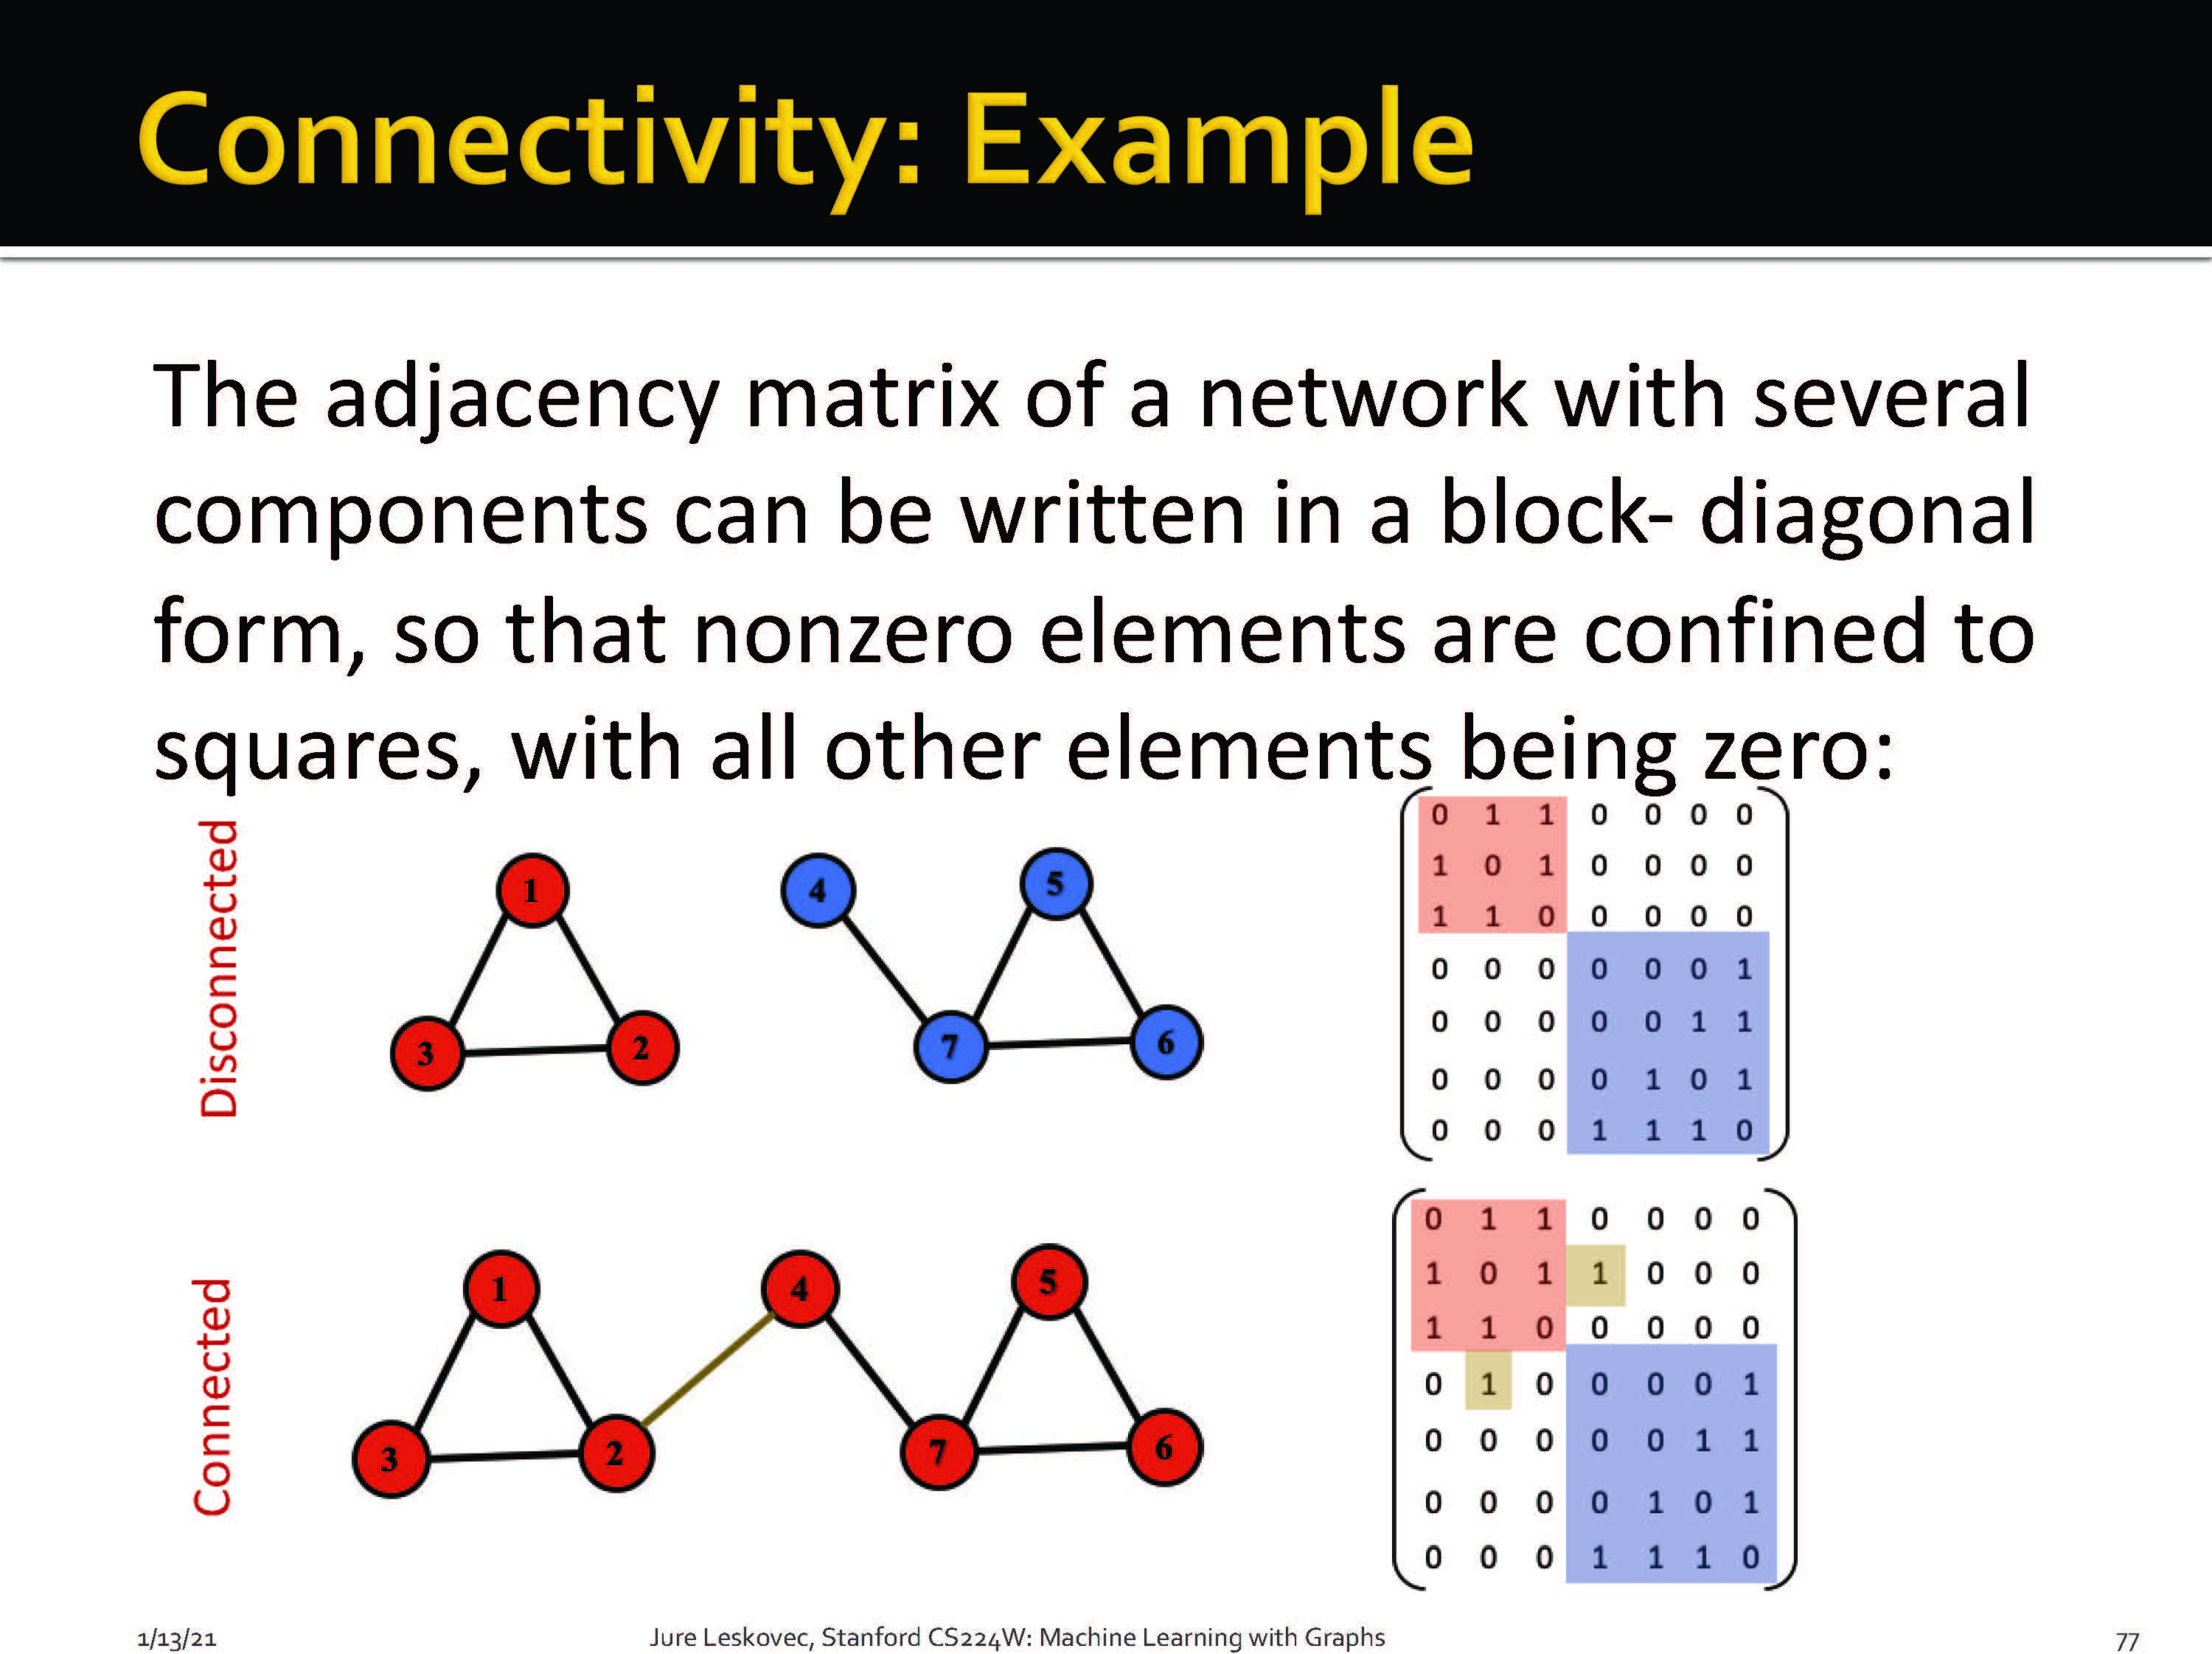 Connectivity: Example
The adjacency matrix of a network with several
components can be written in a block- diagonal
form, so that nonzero elements are confined to
squares, with all other elements being zero:
Disconnected
1
3
2
4
5
7
6
0 1 1 0 0 0 0
1 0 1 0 0 0 0
1 1 0 0 0 0 0
0 0 0 0 0 0 1
0 0 0 0 0 1 1
0 0 0 0 1 0 1
0 0 0 1 1 1 0
Connected
1
3
2
4
5
7
6
0 1 1 0 0 0 0
1 0 1 1 0 0 0
1 1 0 0 0 0 0
0 1 0 0 0 0 1
0 0 0 0 0 1 1
0 0 0 0 1 0 1
0 0 0 1 1 1 0
1/13/21
Jure Leskovec, Stanford CS224W: Machine Learning with Graphs
77